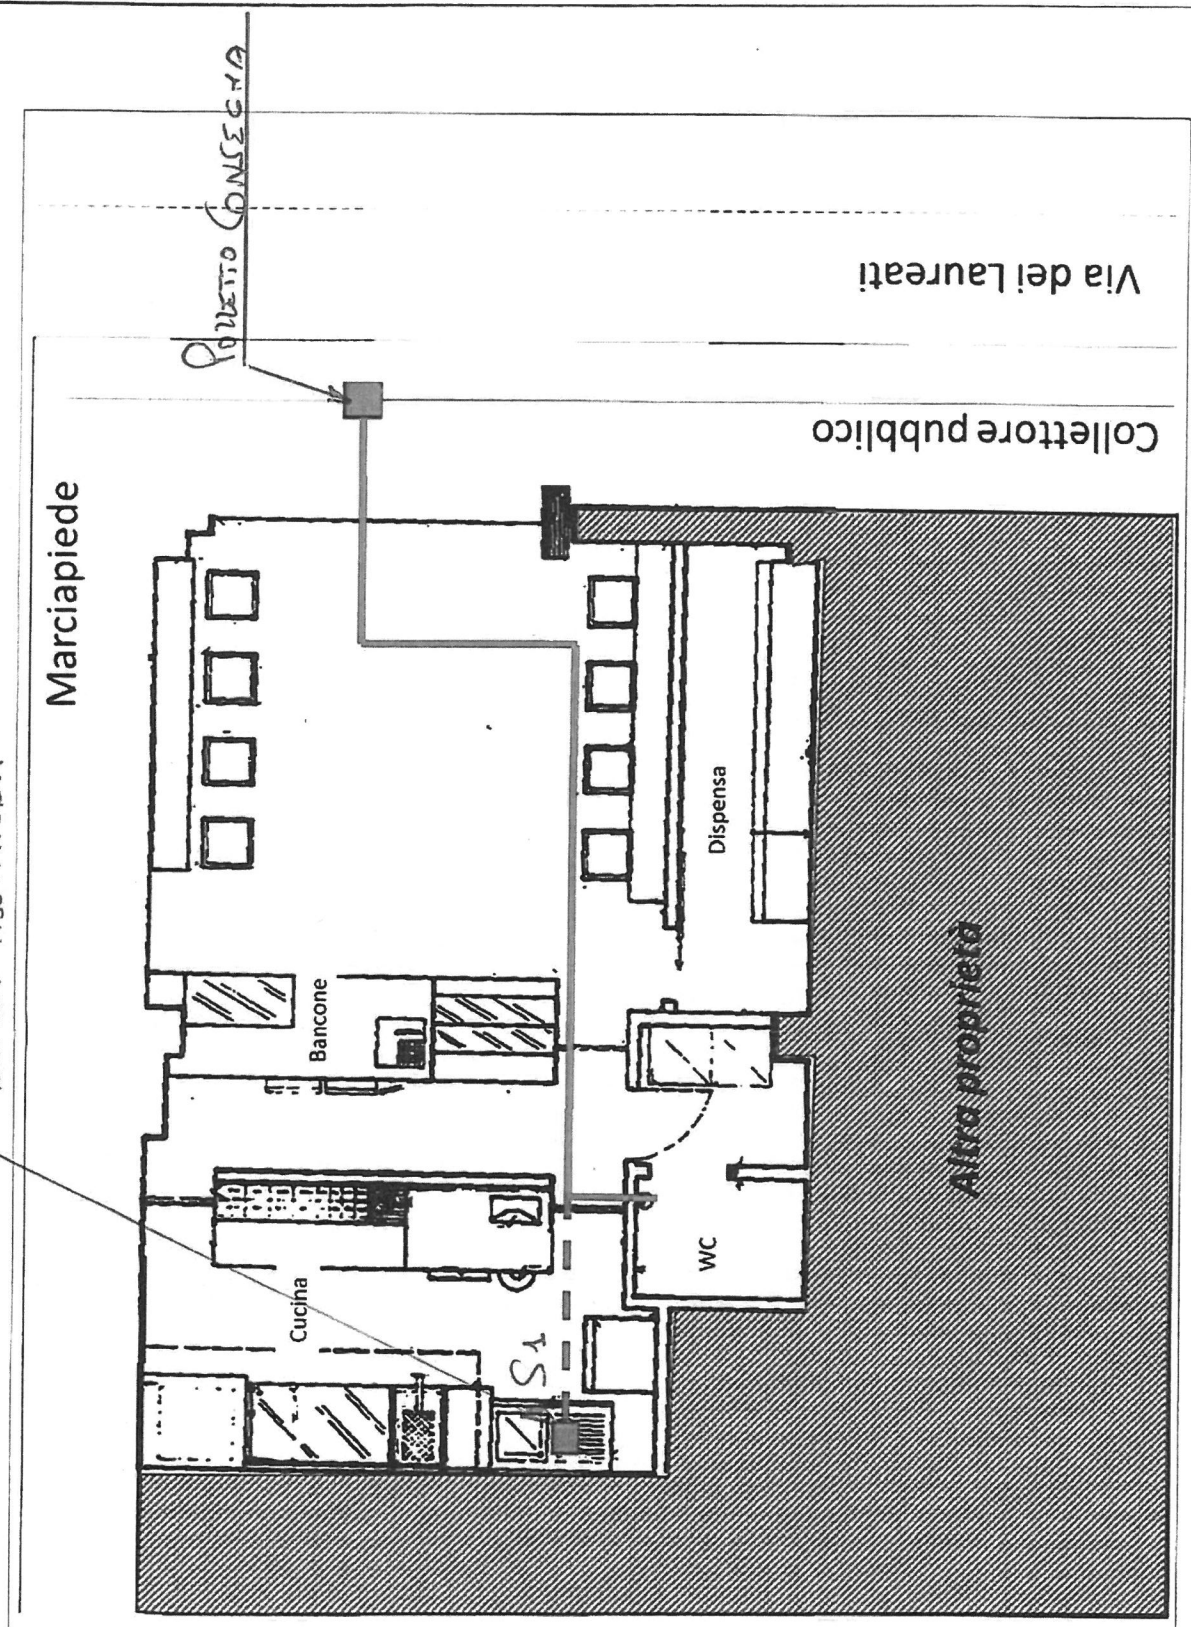 Pozzetto Consegna
Via dei Laureati
Collettore pubblico
Marciapiede
Dispensa
Bancone
Cucina
S1
WC
Altra proprietà